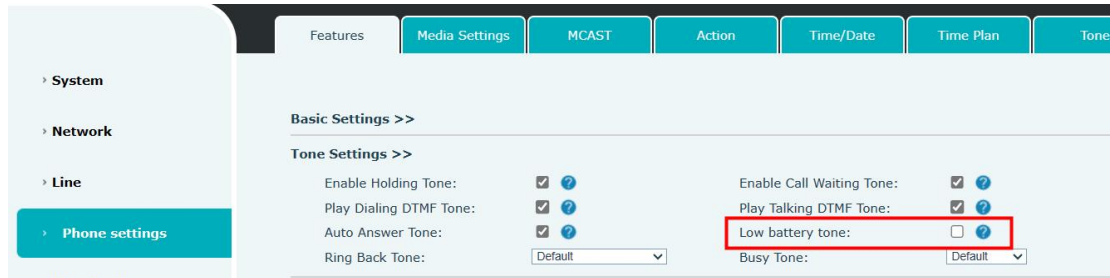 Features Media Settings MCAST Action Time/Date Time Plan Tone
› System
› Network
› Line
› Phone settings
Basic Settings >>
Tone Settings >>
Enable Holding Tone: Enable Call Waiting Tone:
Play Dialing DTMF Tone: Play Talking DTMF Tone:
Auto Answer Tone: Low battery tone:
Ring Back Tone: Default Busy Tone: Default